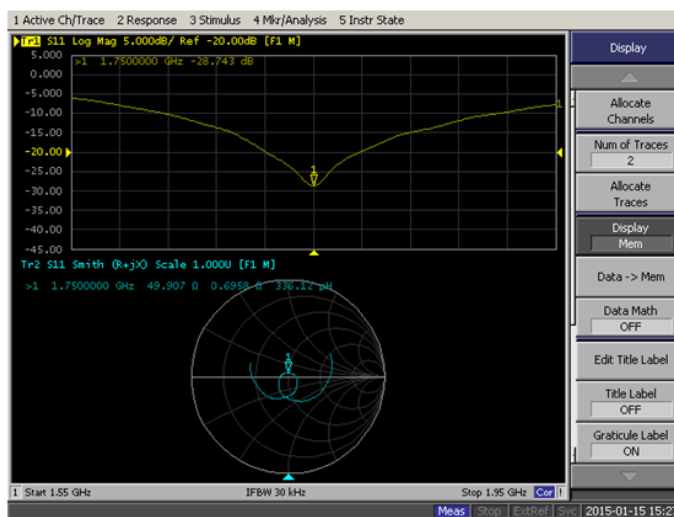 1 Active Ch/Trace 2 Response 3 Stimulus 4 Mkr/Analysis 5 Instr State
Tr1 S11 Log Mag 5.000dB/ Ref -20.00dB [F1 M]
5.000
>1 1.7500000 GHz -28.743 dB
0.000
-5.000
-10.00
1
-15.00
-20.00
1
-25.00
-30.00
-35.00
-40.00
-45.00
Tr2 S11 Smith (R+jX) Scale 1.000U [F1 M]
>1 1.7500000 GHz 49.907 Ω 0.6958 Ω 336.12 pH
1
1 Start 1.55 GHz IFBW 30 kHz Stop 1.95 GHz Cor !
Display
Allocate
Channels
Num of Traces
2
Allocate
Traces
Display
Mem
Data -> Mem
Data Math
OFF
Edit Title Label
Title Label
OFF
Graticule Label
ON
Meas Stop ExtRef Svc 2015-01-15